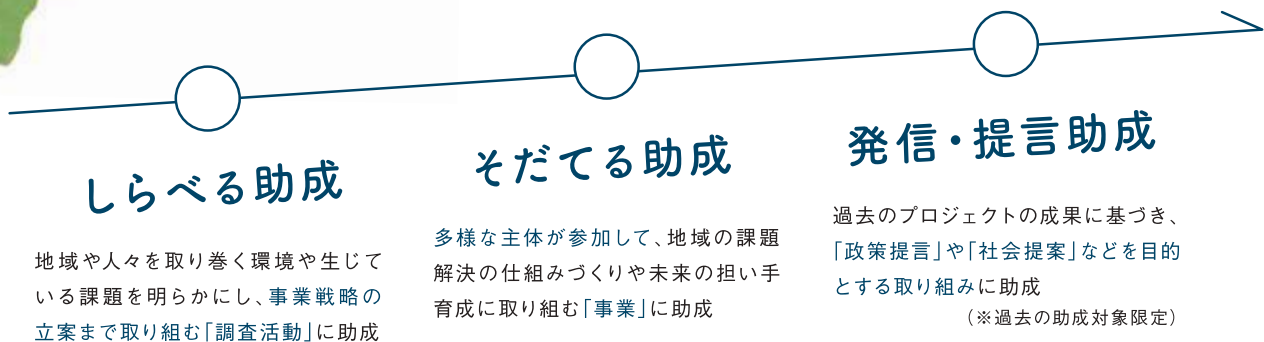 しらべる助成
地域や人々を取り巻く環境や生じて
いる課題を明らかにし、事業戦略の
立案まで取り組む「調査活動」に助成
そだてる助成
多様な主体が参加して、地域の課題
解決の仕組みづくりや未来の担い手
育成に取り組む「事業」に助成
発信・提言助成
過去のプロジェクトの成果に基づき、
「政策提言」や「社会提案」などを目的
とする取り組みに助成
（※過去の助成対象限定）